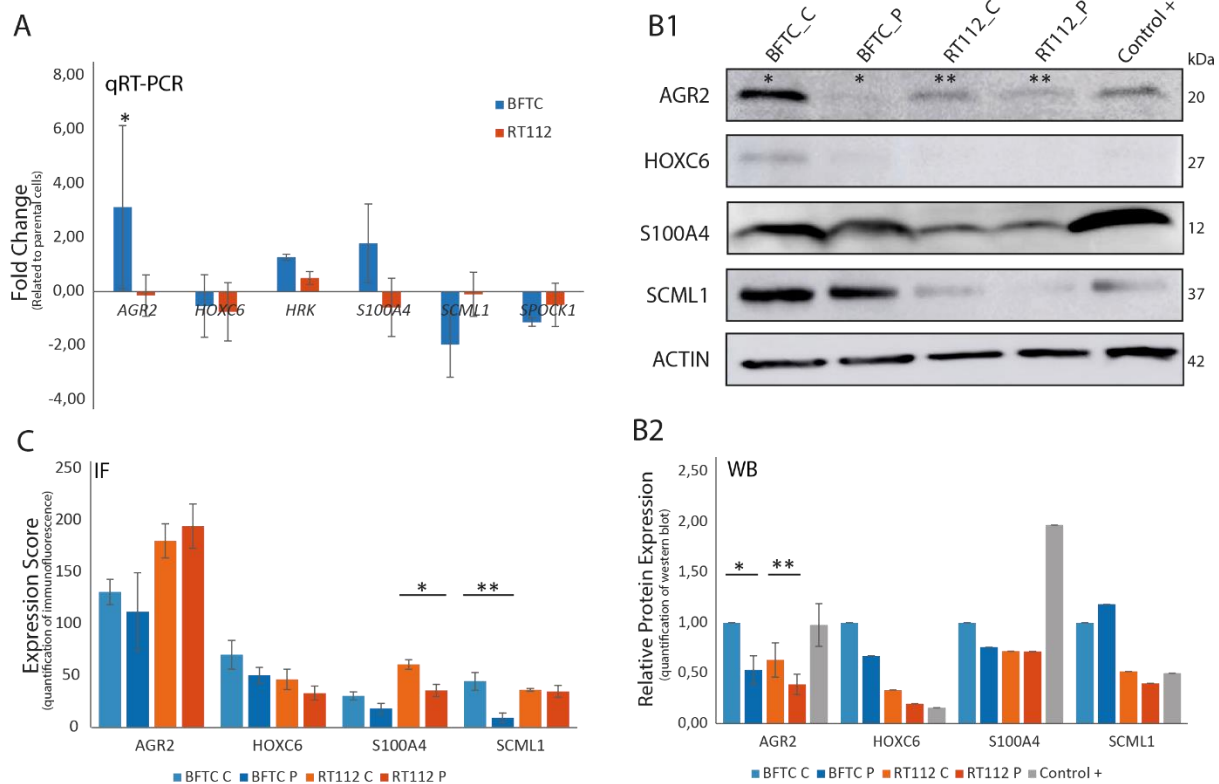 A
qRT-PCR
BFTC
RT112
Fold Change
(Related to parental cells)
8,00
6,00
4,00
2,00
0,00
-2,00
-4,00
*
AGR2 HOXC6 HRK S100A4 SCML1 SPOCK1
B1
BFTC_C BFTC_P RT112_C RT112_P Control +
kDa
* * ** **
AGR2 20
HOXC6 27
S100A4 12
SCML1 37
ACTIN 42
C
IF
Expression Score
(quantification of immunofluorescence)
250
200
150
100
50
0
* **
AGR2 HOXC6 S100A4 SCML1
BFTC C BFTC P RT112 C RT112 P
B2
WB
Relative Protein Expression
(quantification of western blot)
2,50
2,00
1,50
1,00
0,50
0,00
* **
AGR2 HOXC6 S100A4 SCML1
BFTC C BFTC P RT112 C RT112 P Control +